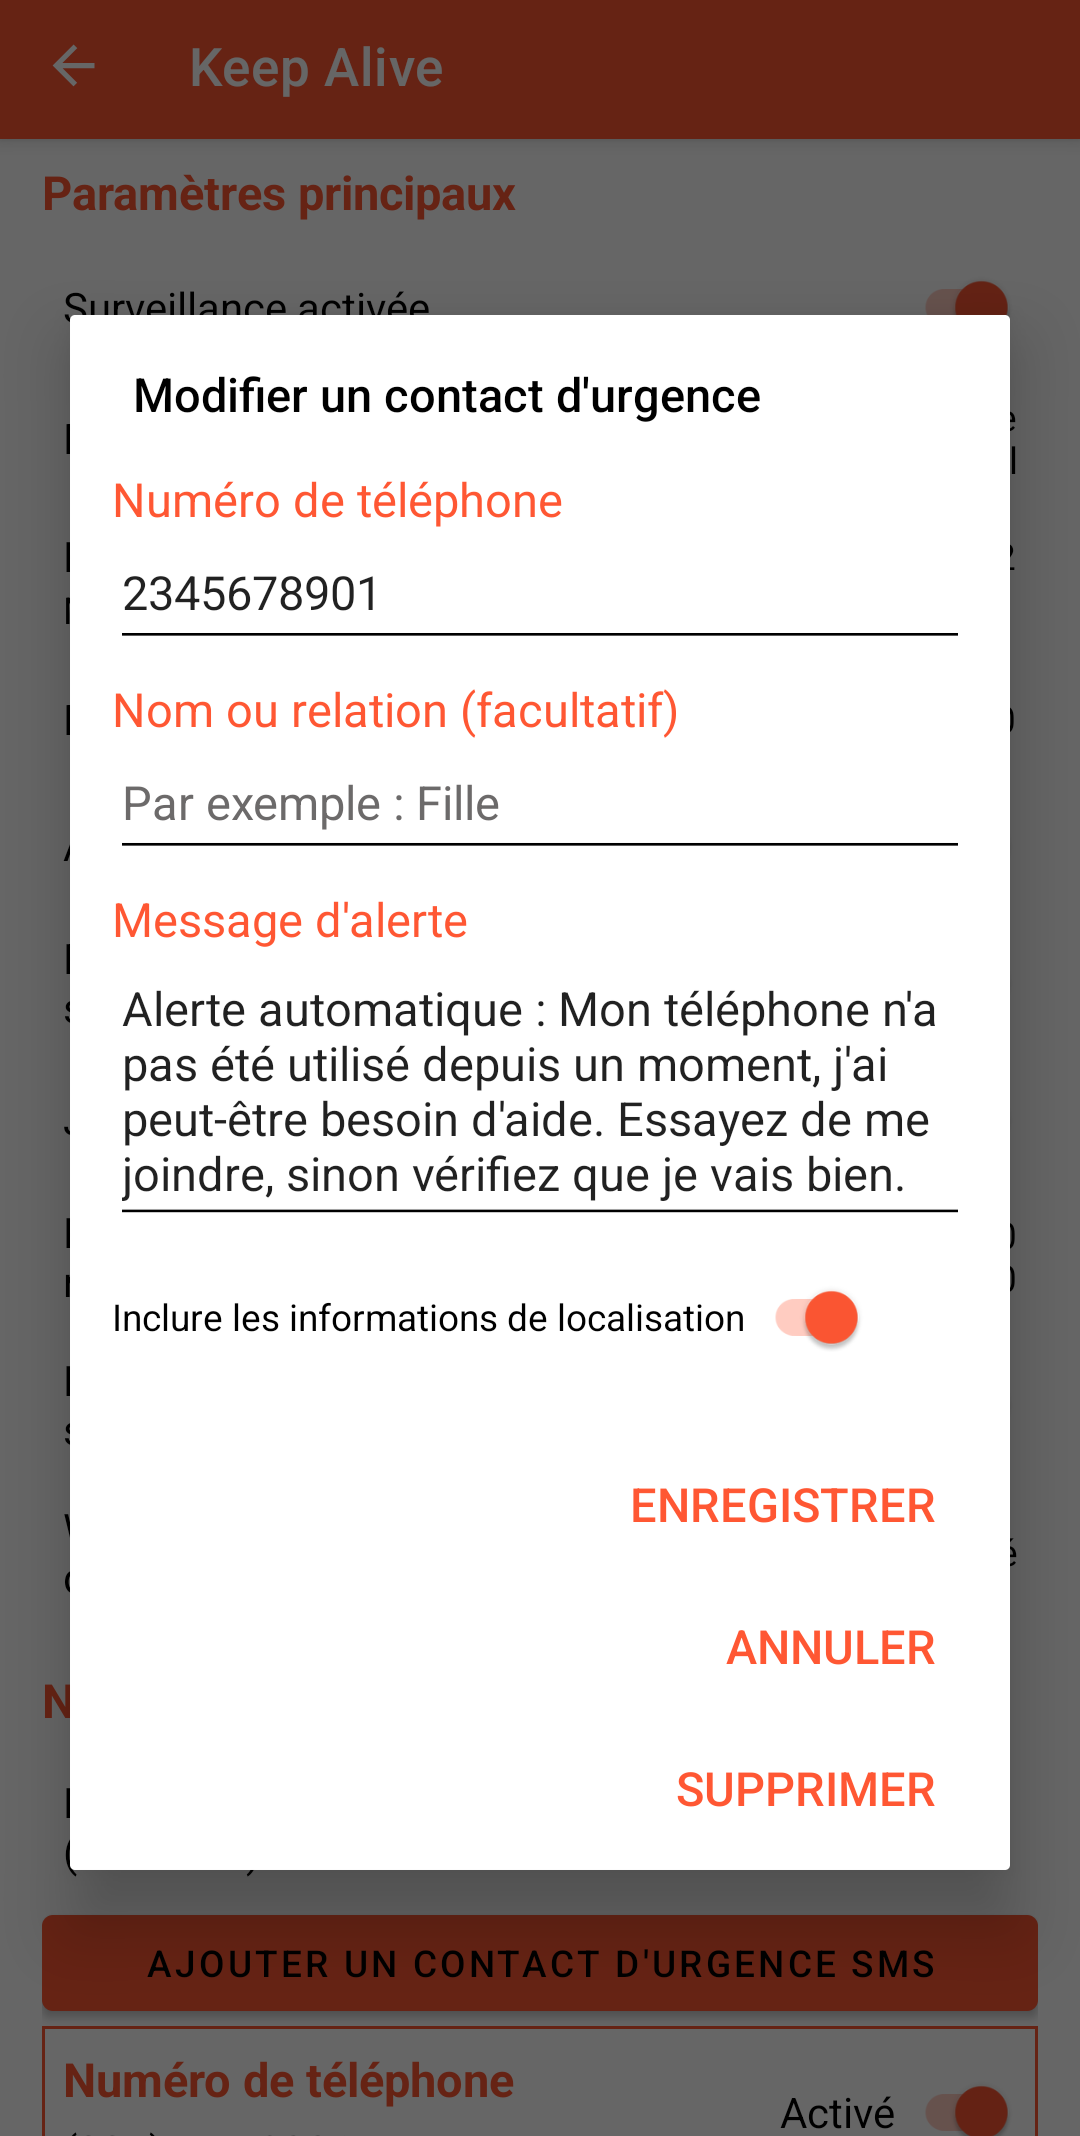 Keep Alive
Paramètres principaux
Surveillance activée
Modifier un contact d'urgence
Numéro de téléphone
2345678901
Nom ou relation (facultatif)
Par exemple : Fille
Message d'alerte
Alerte automatique : Mon téléphone n'a
pas été utilisé depuis un moment, j'ai
peut-être besoin d'aide. Essayez de me
joindre, sinon vérifiez que je vais bien.
Inclure les informations de localisation
ENREGISTRER
ANNULER
SUPPRIMER
AJOUTER UN CONTACT D'URGENCE SMS
Numéro de téléphone
Activé